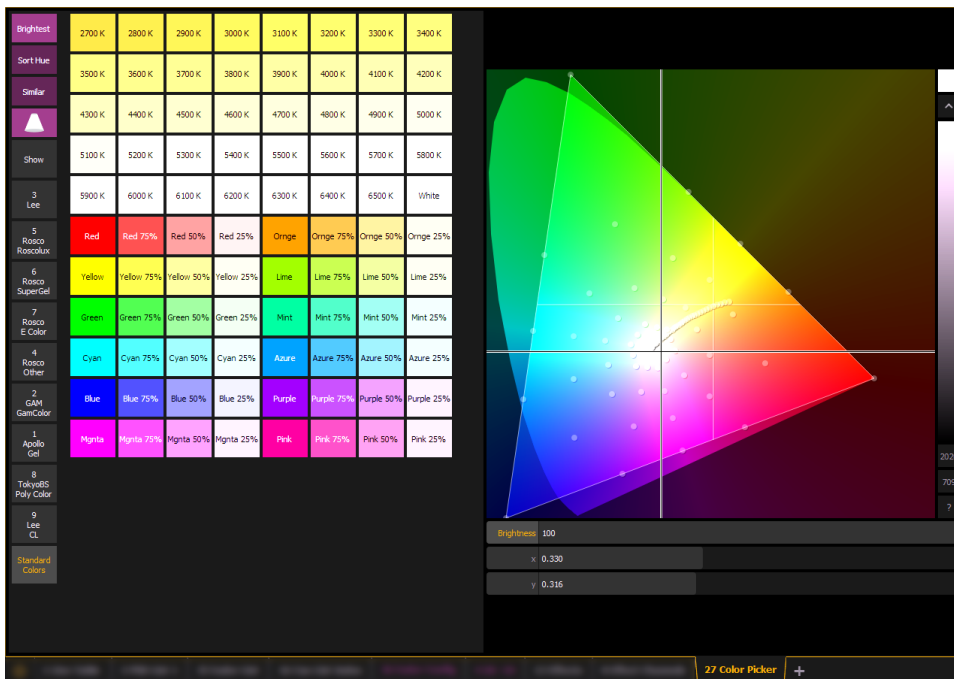 Brightest
Sort Hue
Similar
Show
3
Lee
5
Rosco
Roscolux
6
Rosco
SuperGel
7
Rosco
E Color
4
Rosco
Other
2
GAM
GamColor
1
Apollo
Gel
8
TokyoBS
Poly Color
9
Lee
CL
Standard
Colors
2700 K 2800 K 2900 K 3000 K 3100 K 3200 K 3300 K 3400 K
3500 K 3600 K 3700 K 3800 K 3900 K 4000 K 4100 K 4200 K
4300 K 4400 K 4500 K 4600 K 4700 K 4800 K 4900 K 5000 K
5100 K 5200 K 5300 K 5400 K 5500 K 5600 K 5700 K 5800 K
5900 K 6000 K 6100 K 6200 K 6300 K 6400 K 6500 K White
Red Red 75% Red 50% Red 25% Ornge Ornge 75% Ornge 50% Ornge 25%
Yellow Yellow 75% Yellow 50% Yellow 25% Lime Lime 75% Lime 50% Lime 25%
Green Green 75% Green 50% Green 25% Mint Mint 75% Mint 50% Mint 25%
Cyan Cyan 75% Cyan 50% Cyan 25% Azure Azure 75% Azure 50% Azure 25%
Blue Blue 75% Blue 50% Blue 25% Purple Purple 75% Purple 50% Purple 25%
Mgnta Mgnta 75% Mgnta 50% Mgnta 25% Pink Pink 75% Pink 50% Pink 25%
202
709
?
Brightness 100
x 0.330
y 0.316
27 Color Picker +